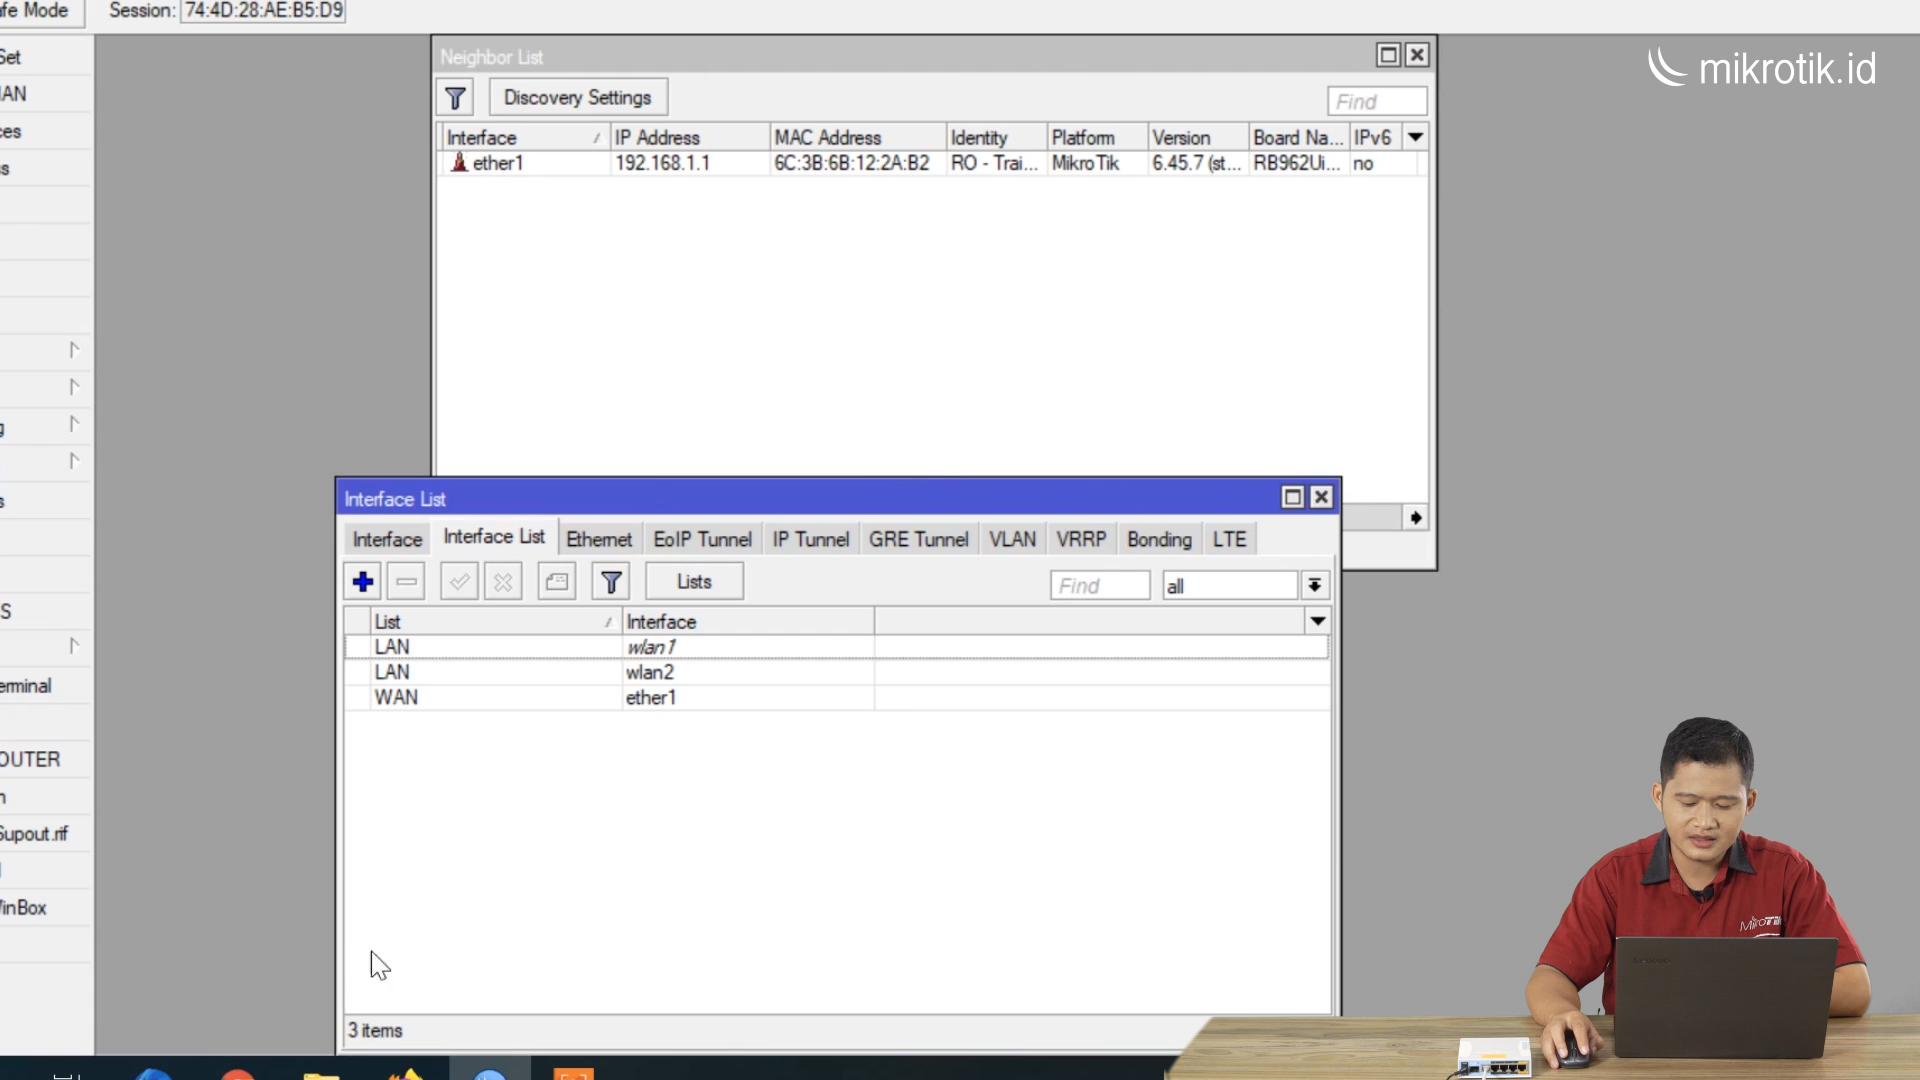 fe Mode
Session: 74:4D:28:AE:B5:D9
Set
AN
ces
s
g
s
S
erminal
OUTER
n
Supout.rif
inBox
mikrotik.id
Neighbor List
Discovery Settings
Find
Interface IP Address MAC Address Identity Platform Version Board Na... IPv6
ether1 192.168.1.1 6C:3B:6B:12:2A:B2 RO - Trai... MikroTik 6.45.7 (st... RB962Ui... no
Interface List
Interface Interface List Ethernet EoIP Tunnel IP Tunnel GRE Tunnel VLAN VRRP Bonding LTE
Lists Find all
List Interface
LAN wlan1
LAN wlan2
WAN ether1
3 items
MikroTik